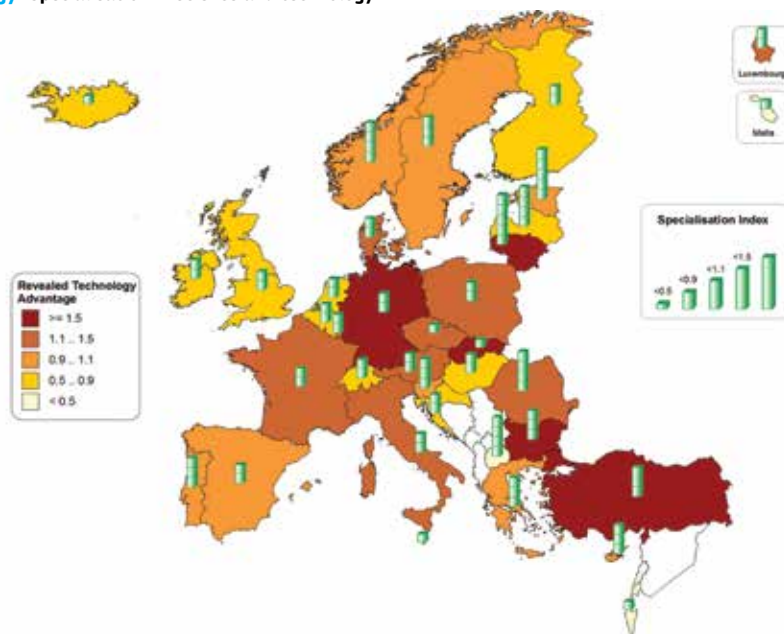 Luxembourg
Malta
Specialisation Index
<0.5
<0.9
<1.1
<1.5
Revealed Technology
Advantage
>= 1.5
1.1 .. 1.5
0.9 .. 1.1
0.5 .. 0.9
< 0.5